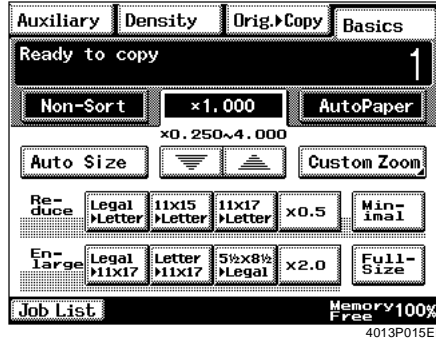 Auxiliary Density Orig.▶Copy Basics
Ready to copy 1
Non-Sort ×1.000 AutoPaper
×0.250~4.000
Auto Size Custom Zoom
Re-
duce
Legal
▶Letter
11x15
▶Letter
11x17
▶Letter
×0.5
Min-
imal
En-
large
Legal
▶11x17
Letter
▶11x17
5½x8½
▶Legal
×2.0
Full-
Size
Job List
Memory
Free 100%
4013P015E